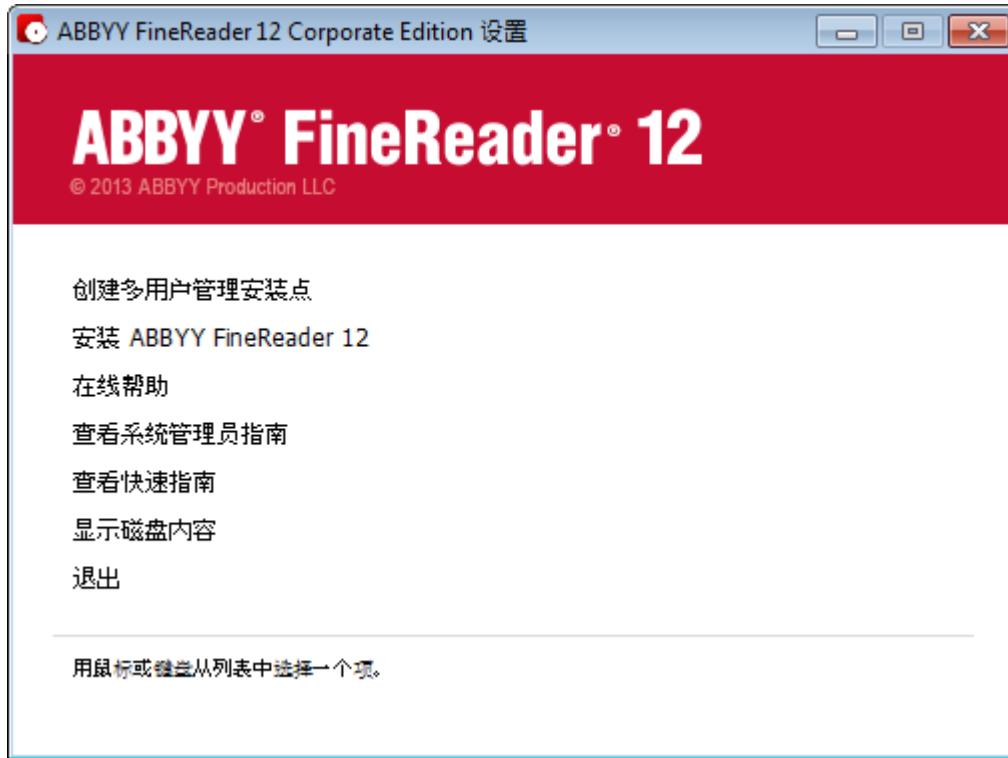 ABBYY FineReader 12 Corporate Edition 设置
ABBYY® FineReader® 12
© 2013 ABBYY Production LLC
创建多用户管理安装点
安装 ABBYY FineReader 12
在线帮助
查看系统管理员指南
查看快速指南
显示磁盘内容
退出
用鼠标或键盘从列表中选择一个项。